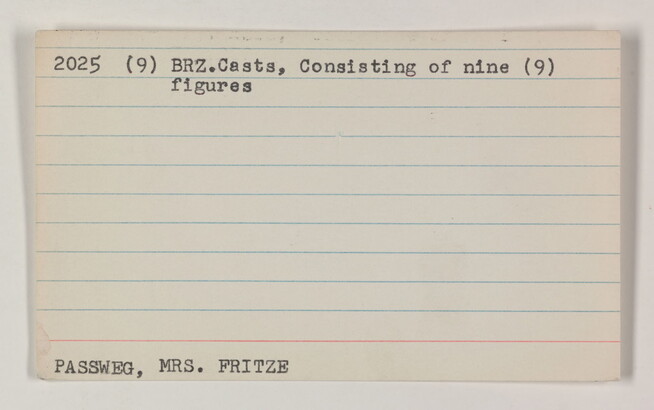 2025 (9) BRZ.Casts, Consisting of nine (9)
figures
PASSWEG, MRS. FRITZE